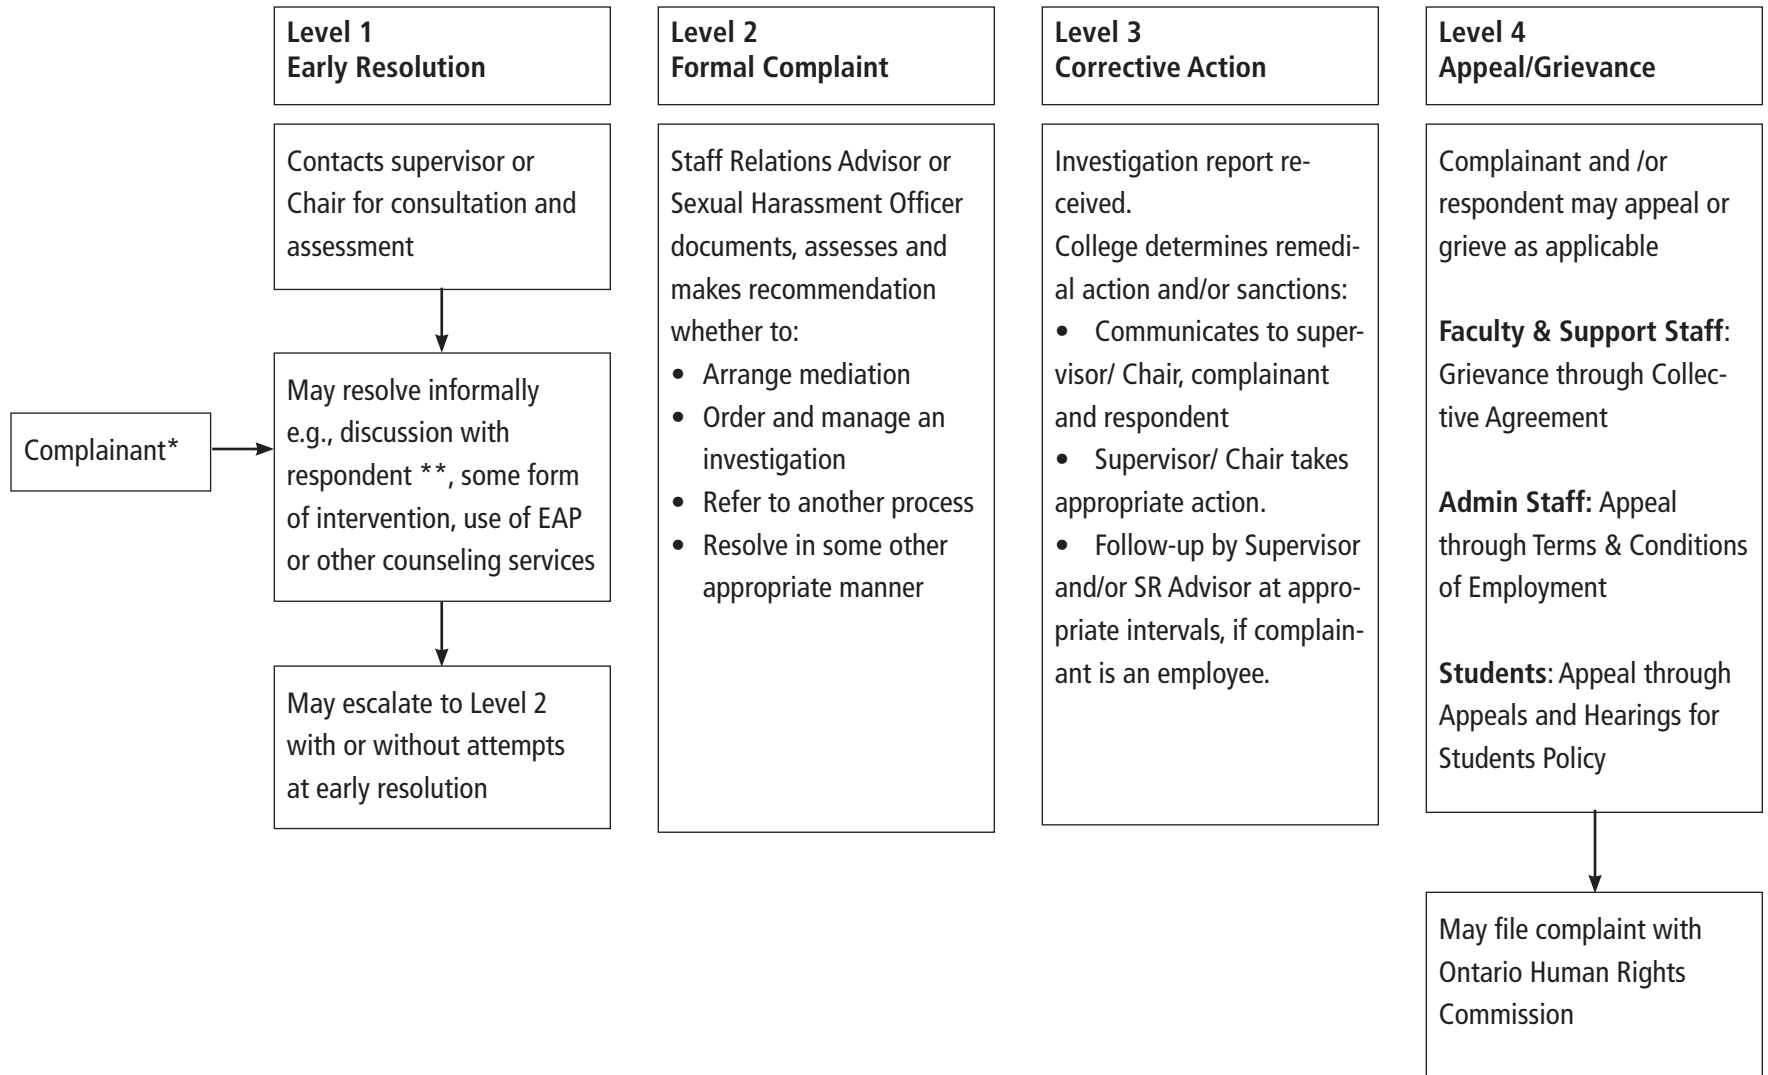 Level 1
Early Resolution
Level 2
Formal Complaint
Level 3
Corrective Action
Level 4
Appeal/Grievance
Complainant*
Contacts supervisor or
Chair for consultation and
assessment
May resolve informally
e.g., discussion with
respondent **, some form
of intervention, use of EAP
or other counseling services
May escalate to Level 2
with or without attempts
at early resolution
Staff Relations Advisor or
Sexual Harassment Officer
documents, assesses and
makes recommendation
whether to:
• Arrange mediation
• Order and manage an
investigation
• Refer to another process
• Resolve in some other
appropriate manner
Investigation report re-
ceived.
College determines remedi-
al action and/or sanctions:
• Communicates to super-
visor/ Chair, complainant
and respondent
• Supervisor/ Chair takes
appropriate action.
• Follow-up by Supervisor
and/or SR Advisor at appro-
priate intervals, if complain-
ant is an employee.
Complainant and /or
respondent may appeal or
grieve as applicable
Faculty & Support Staff:
Grievance through Collec-
tive Agreement
Admin Staff: Appeal
through Terms & Conditions
of Employment
Students: Appeal through
Appeals and Hearings for
Students Policy
May file complaint with
Ontario Human Rights
Commission